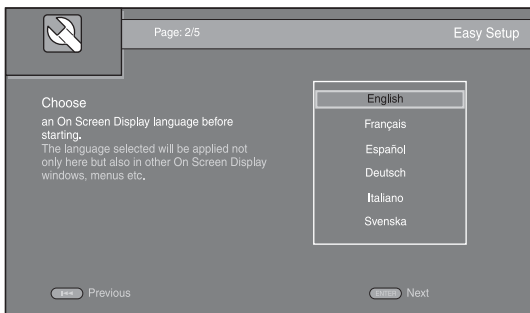 Page: 2/5
Easy Setup
Choose
an On Screen Display language before
starting.
The language selected will be applied not
only here but also in other On Screen Display
windows, menus etc.
English
Français
Español
Deutsch
Italiano
Svenska
Previous
ENTER Next